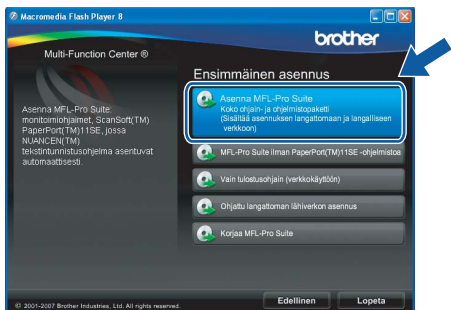 Macromedia Flash Player 8
brother
Multi-Function Center ®
Ensimmäinen asennus
Asenna MFL-Pro Suite
Koko ohjain- ja ohjelmistopaketti
(Sisältää asennuksen langattomaan ja langalliseen
verkkoon)
Asenna MFL-Pro Suite:
monitoimiohjaimet, ScanSoft(TM)
PaperPort(TM)11SE, jossa
NUANCEN(TM)
tekstintunnistusohjelma asentuvat
automaattisesti.
MFL-Pro Suite ilman PaperPort(TM)11SE -ohjelmistoa
Vain tulostusohjain (verkkokäyttöön)
Ohjattu langattoman lähiverkon asennus
Korjaa MFL-Pro Suite
Edellinen
Lopeta
© 2001-2007 Brother Industries, Ltd. All rights reserved.